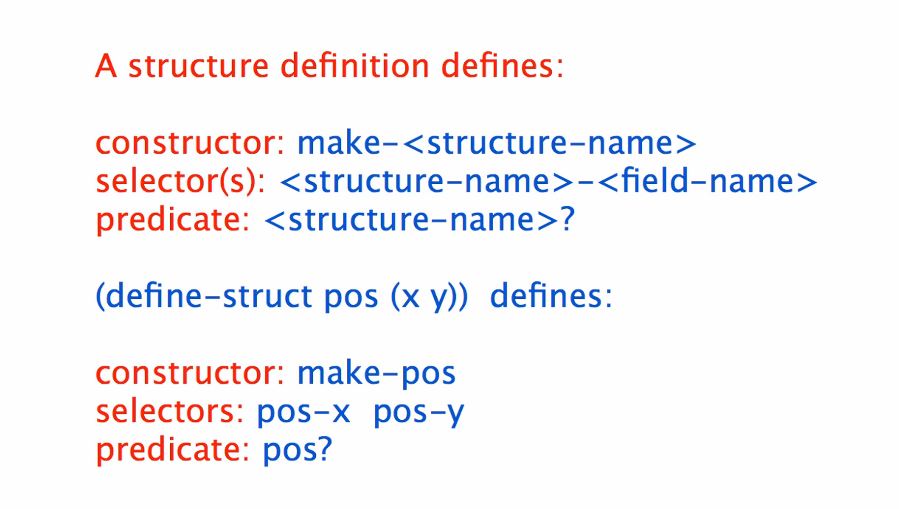 A structure definition defines:
constructor: make-<structure-name>
selector(s): <structure-name>-<field-name>
predicate: <structure-name>?
(define-struct pos (x y))  defines:
constructor: make-pos
selectors: pos-x  pos-y
predicate: pos?